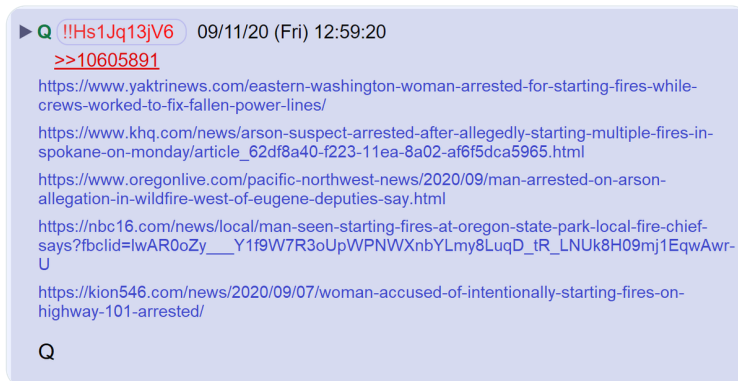 Q !!Hs1Jq13jV6 09/11/20 (Fri) 12:59:20
>>10605891
https://www.yaktrinews.com/eastern-washington-woman-arrested-for-starting-fires-while-
crews-worked-to-fix-fallen-power-lines/
https://www.khq.com/news/arson-suspect-arrested-after-allegedly-starting-multiple-fires-in-
spokane-on-monday/article_62df8a40-f223-11ea-8a02-af6f5dca5965.html
https://www.oregonlive.com/pacific-northwest-news/2020/09/man-arrested-on-arson-
allegation-in-wildfire-west-of-eugene-deputies-say.html
https://nbc16.com/news/local/man-seen-starting-fires-at-oregon-state-park-local-fire-chief-
says?fbclid=IwAR0oZy___Y1f9W7R3oUpWPNWXnbYLmy8LuqD_tR_LNUk8H09mj1EqwAwr-
U
https://kion546.com/news/2020/09/07/woman-accused-of-intentionally-starting-fires-on-
highway-101-arrested/
Q